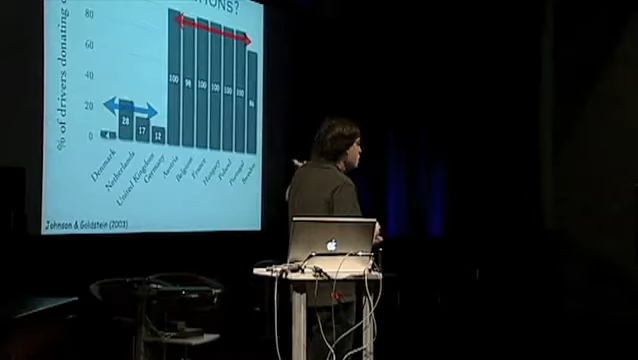 IONS?
% of drivers donating o
80
60
40
20
0
4
28
17
12
100
98
100
100
100
100
86
Denmark
Netherlands
United Kingdom
Germany
Austria
Belgium
France
Hungary
Poland
Portugal
Sweden
Johnson & Goldstein (2003)